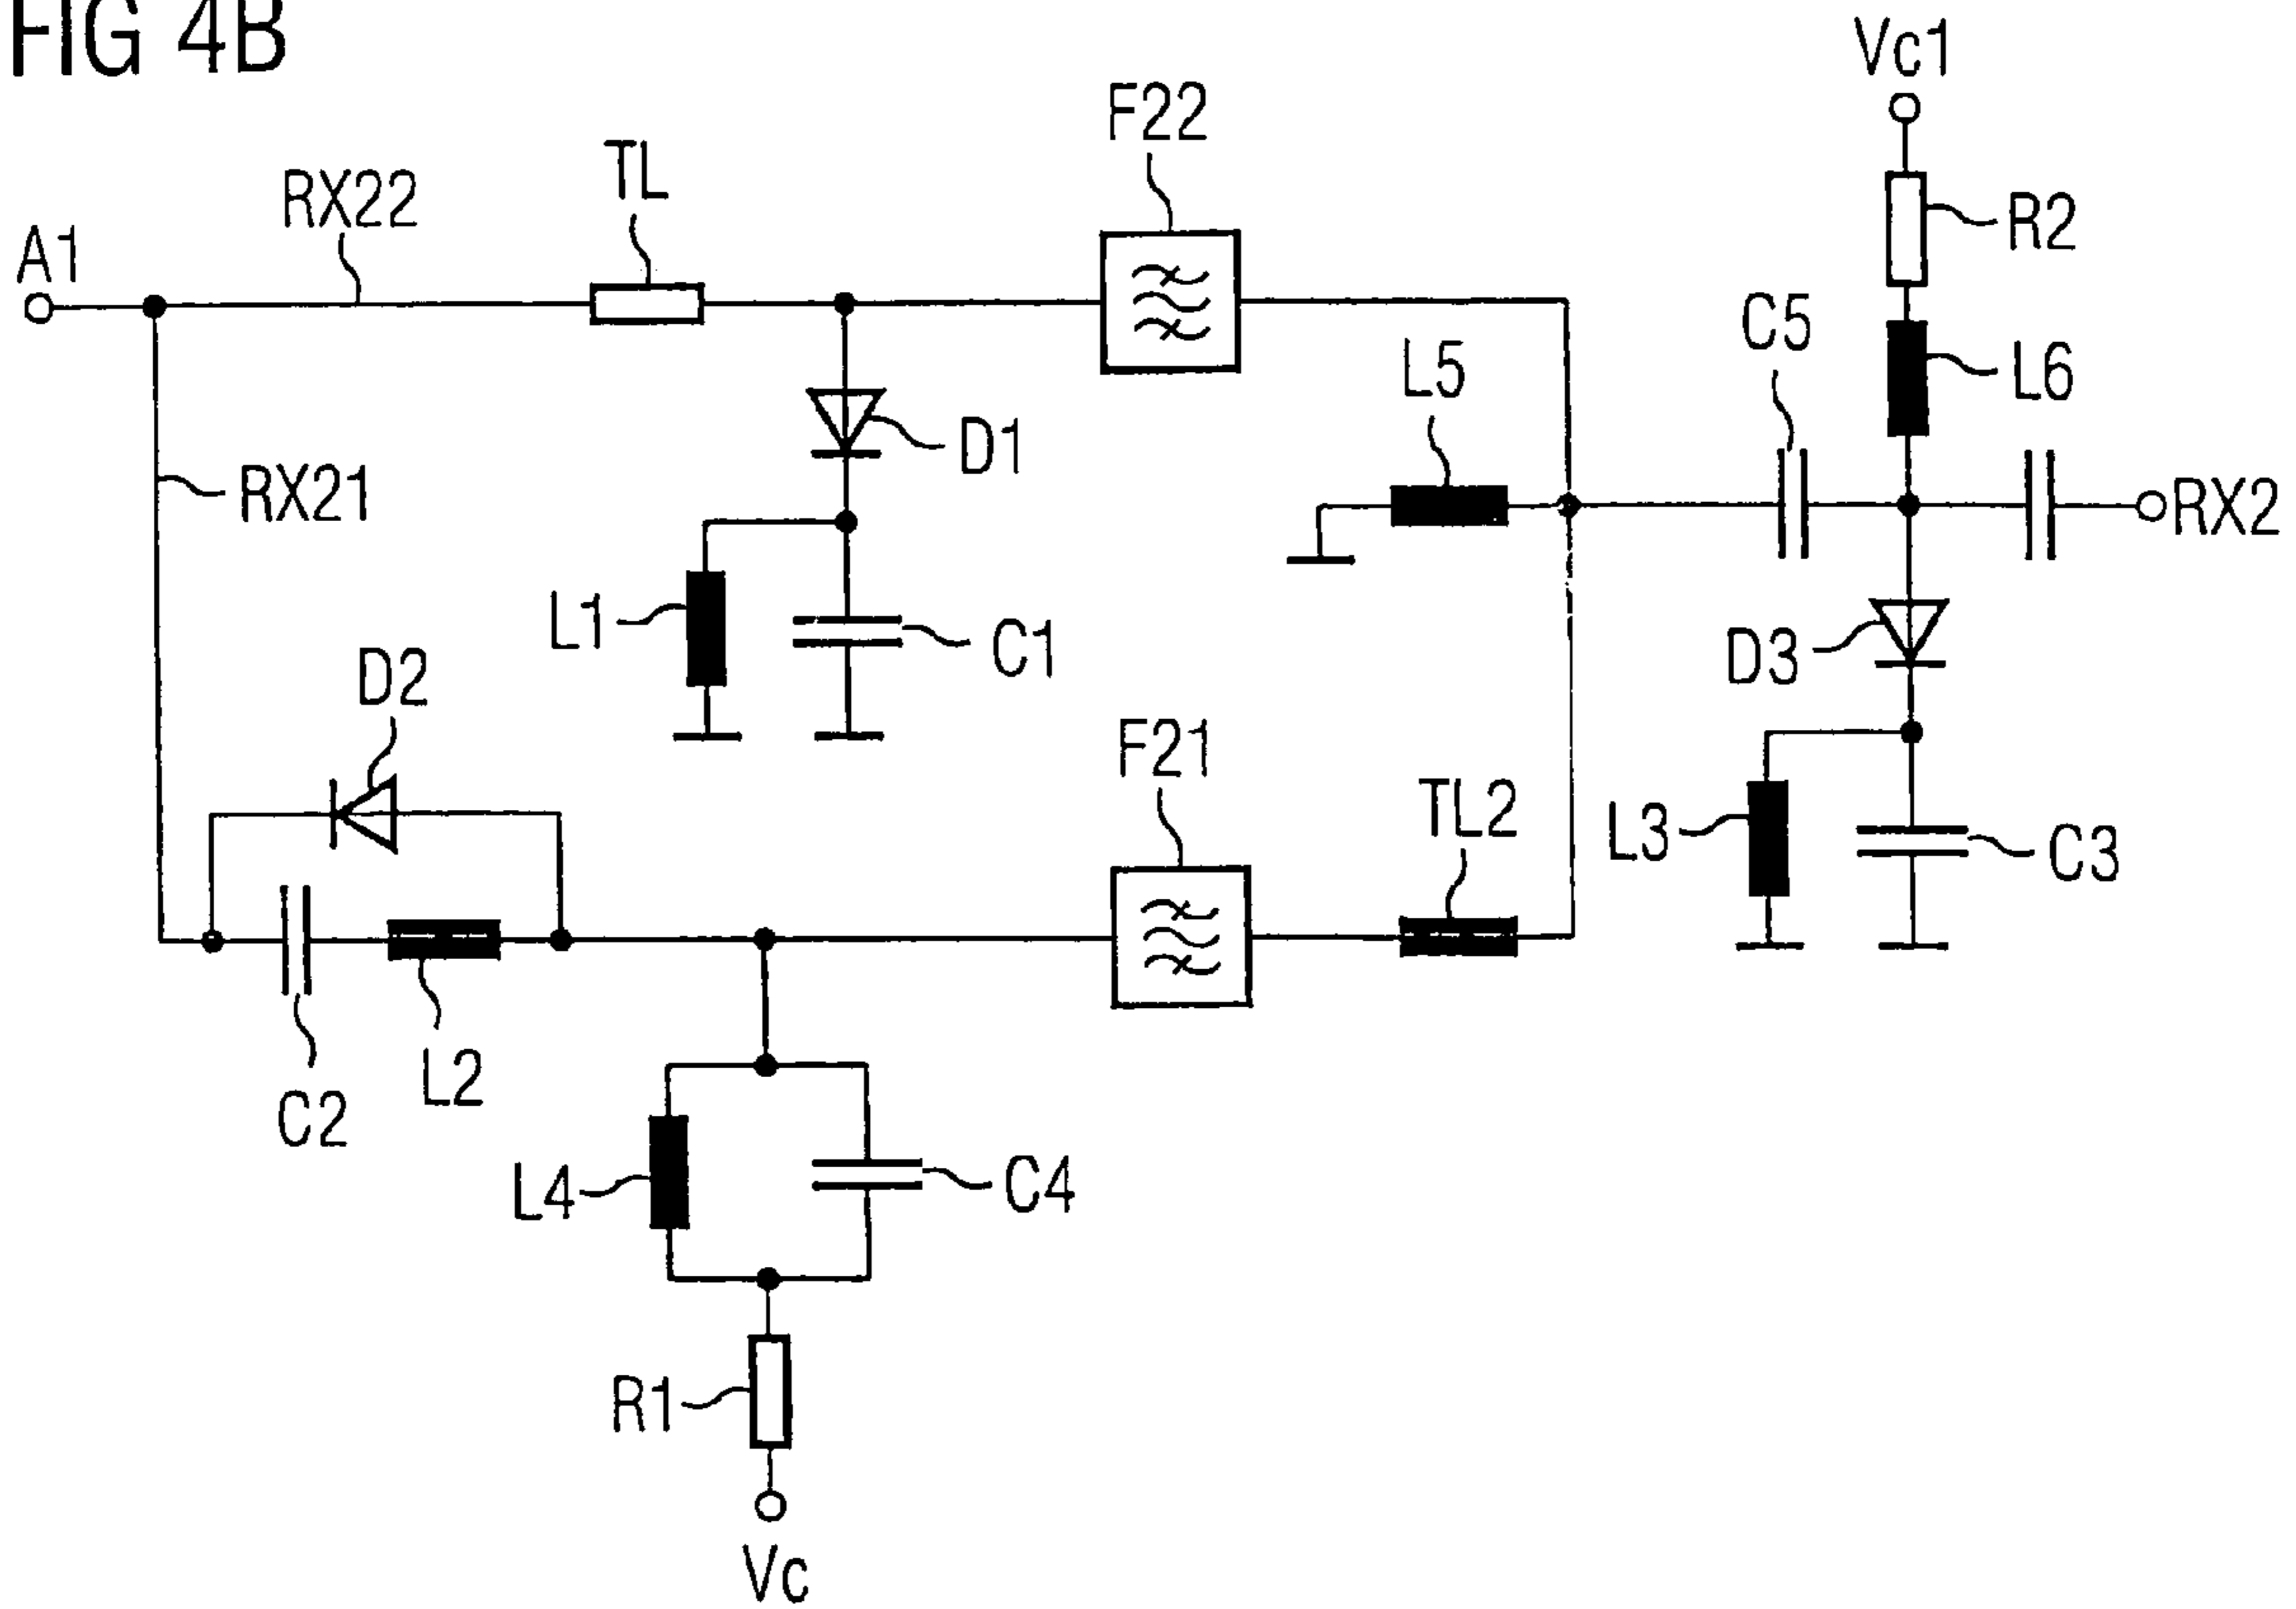 FIG 4B
Vc1
F22
TL
RX22
R2
A1
C5
L5
L6
D1
RX21
RX2
L1
C1
D3
D2
F21
TL2
L3
C3
L2
C2
L4
C4
R1
Vc